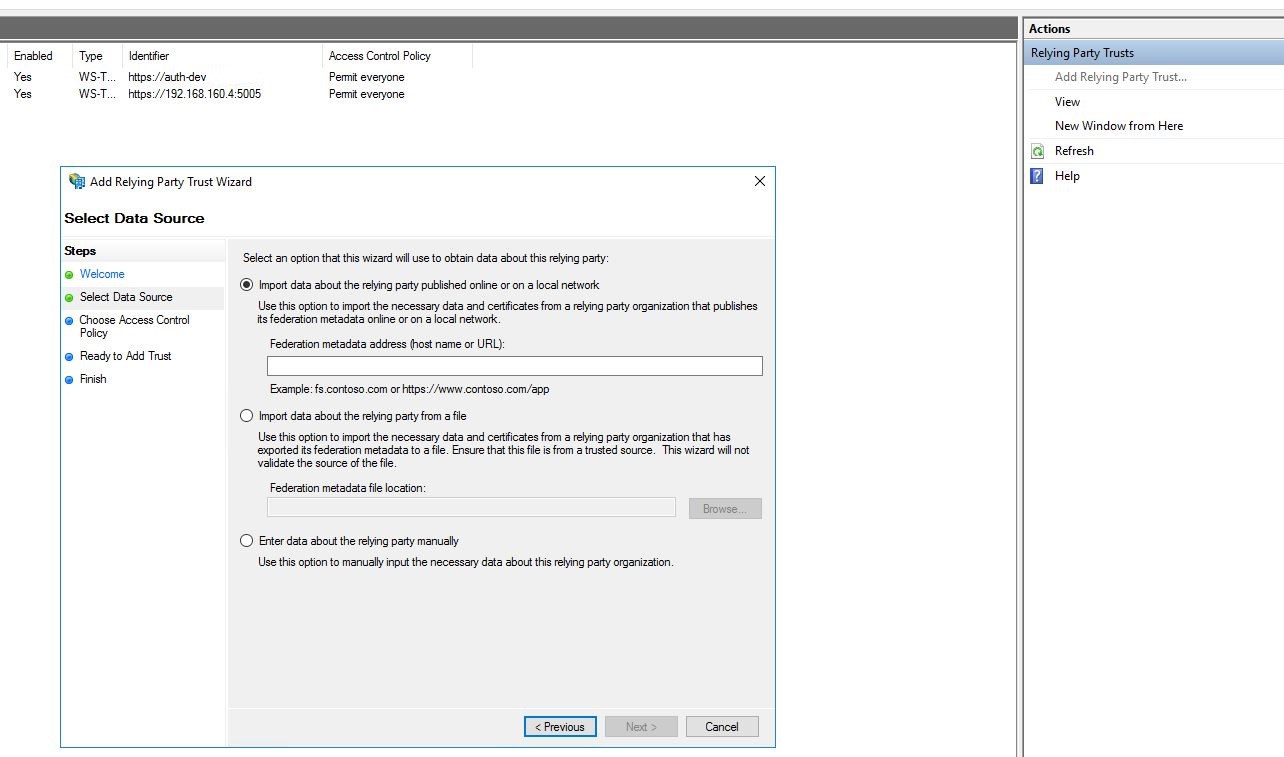 Actions
Enabled Type Identifier Access Control Policy
Relying Party Trusts
Yes WS-T... https://auth-dev Permit everyone
Add Relying Party Trust...
Yes WS-T... https://192.168.160.4:5005 Permit everyone
View
New Window from Here
Refresh
Help
Add Relying Party Trust Wizard
Select Data Source
Steps
Welcome
Select Data Source
Choose Access Control
Policy
Ready to Add Trust
Finish
Select an option that this wizard will use to obtain data about this relying party:
Import data about the relying party published online or on a local network
Use this option to import the necessary data and certificates from a relying party organization that publishes
its federation metadata online or on a local network.
Federation metadata address (host name or URL):
Example: fs.contoso.com or https://www.contoso.com/app
Import data about the relying party from a file
Use this option to import the necessary data and certificates from a relying party organization that has
exported its federation metadata to a file. Ensure that this file is from a trusted source. This wizard will not
validate the source of the file.
Federation metadata file location:
Browse...
Enter data about the relying party manually
Use this option to manually input the necessary data about this relying party organization.
< Previous Next > Cancel